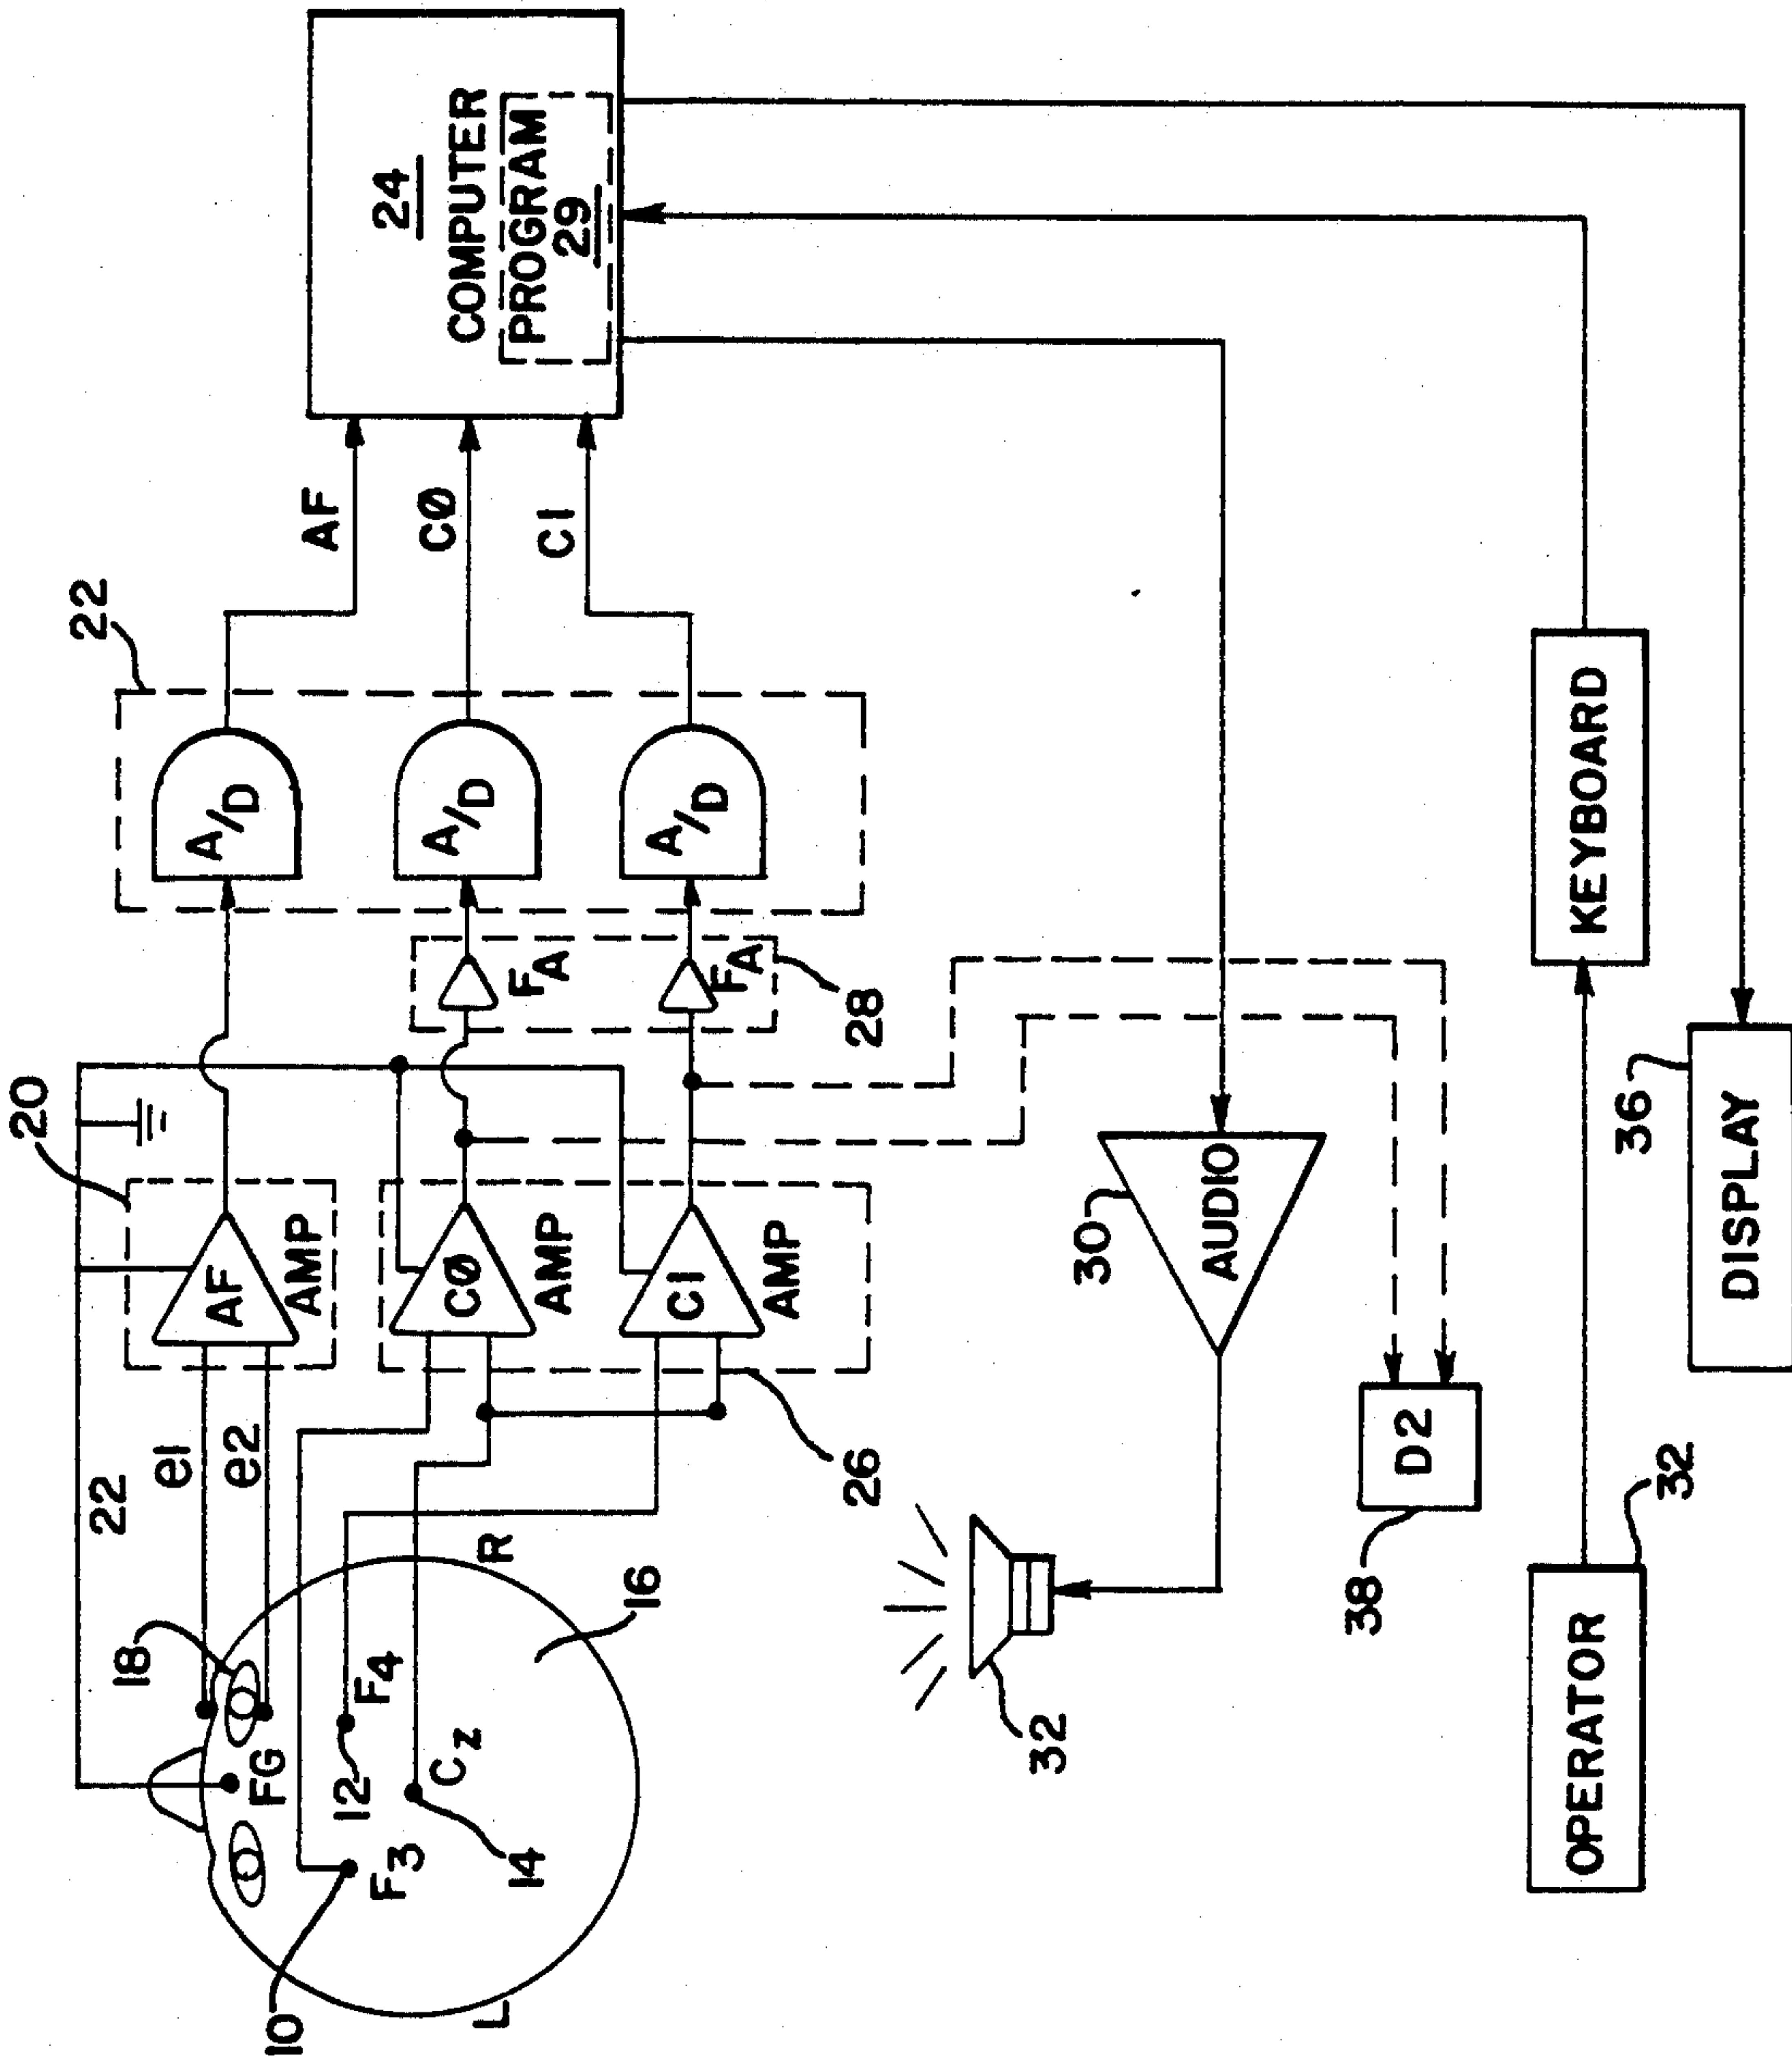 24
COMPUTER
PROGRAM
29
AF
CØ
C1
22
A/D
A/D
A/D
FA
FA
28
20
AF
AMP
CØ
AMP
C1
AMP
26
22
e1
e2
18
FG
R
16
12
F4
F3
Cz
14
10
L
30
AUDIO
32
D2
38
OPERATOR
32
KEYBOARD
36
DISPLAY